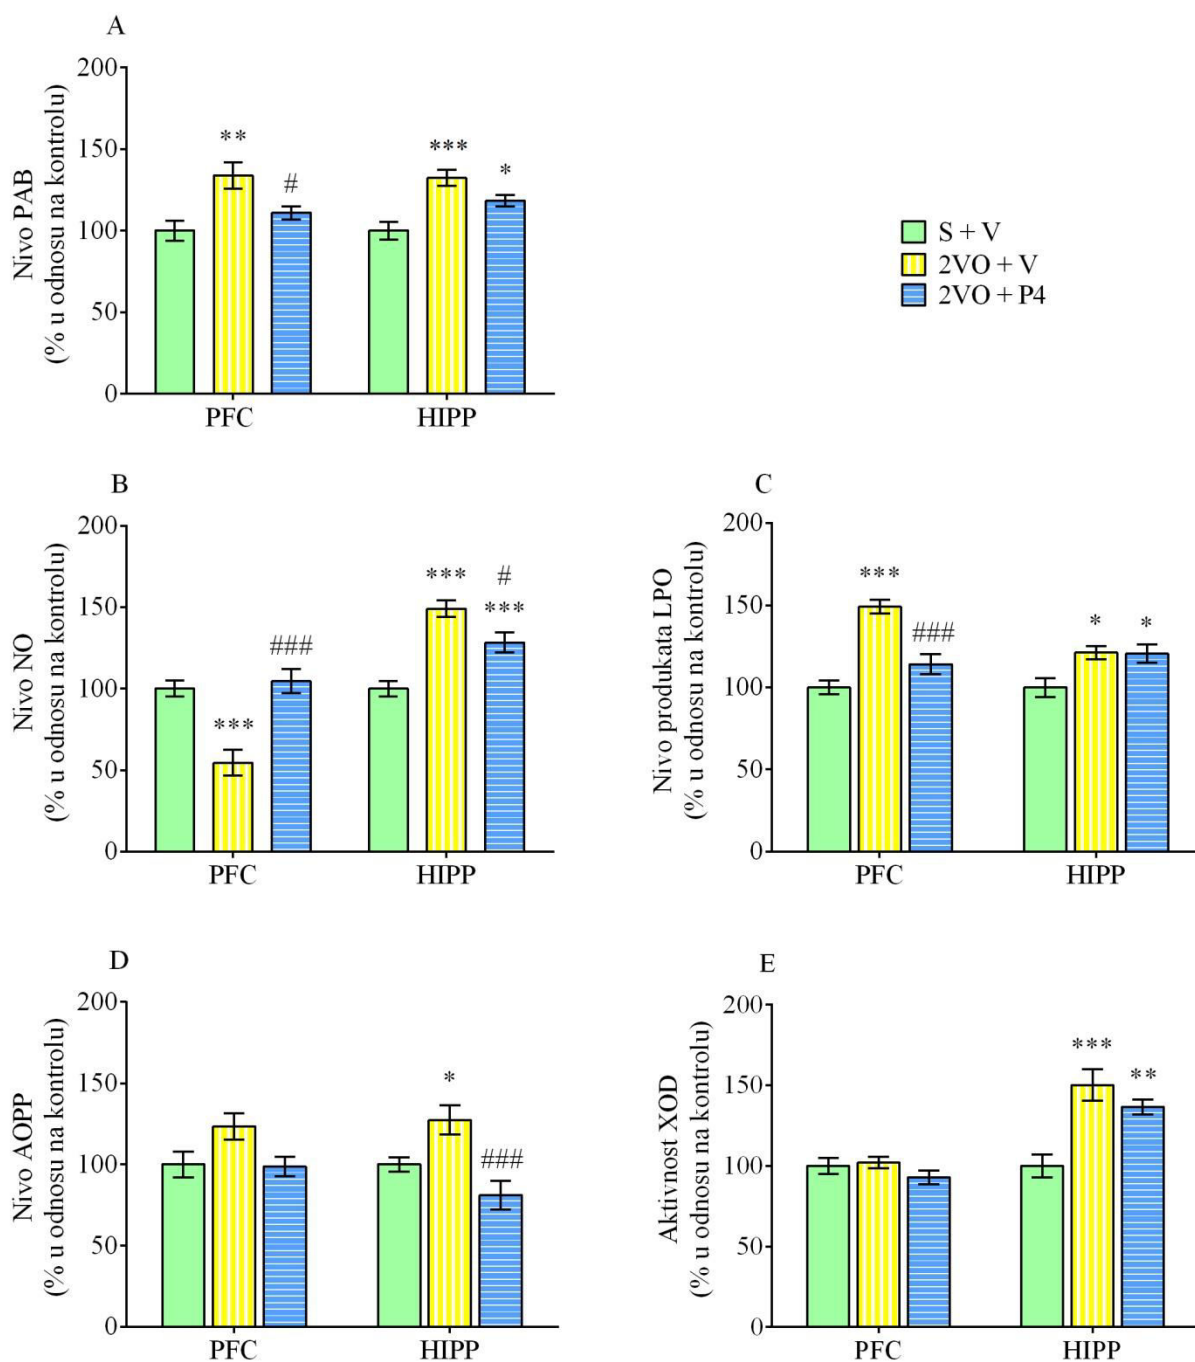 A
Nivo PAB
(% u odnosu na kontrolu)
200
150
100
50
0
**
#
***
*
PFC
HIPP
S + V
2VO + V
2VO + P4
B
Nivo NO
(% u odnosu na kontrolu)
200
150
100
50
0
***
###
***
#
***
PFC
HIPP
C
Nivo produkata LPO
(% u odnosu na kontrolu)
200
150
100
50
0
***
###
*
*
PFC
HIPP
D
Nivo AOPP
(% u odnosu na kontrolu)
200
150
100
50
0
*
###
PFC
HIPP
E
Aktivnost XOD
(% u odnosu na kontrolu)
200
150
100
50
0
***
**
PFC
HIPP